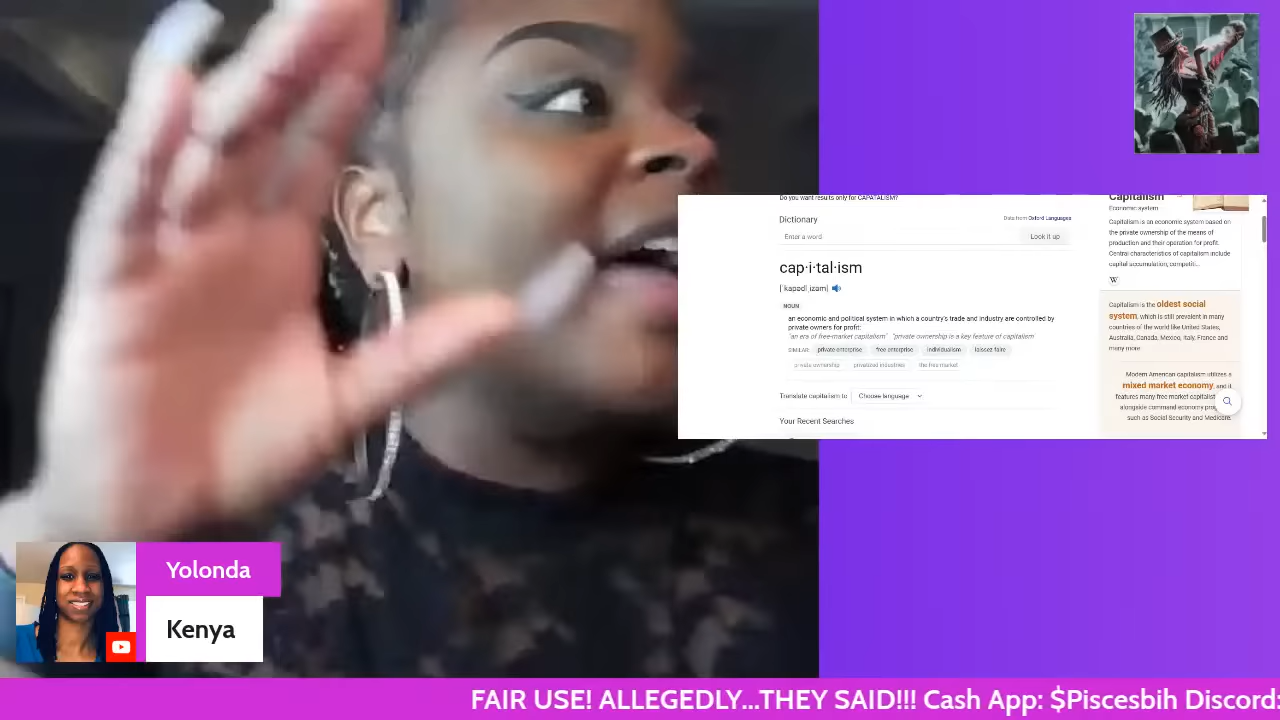 Do you want results only for CAPATALISM?
Dictionary
Data from Oxford Languages
Enter a word
Look it up
cap·i·tal·ism
[ˈkapədlˌizəm]
NOUN
an economic and political system in which a country's trade and industry are controlled by
private owners for profit:
"an era of free-market capitalism" "private ownership is a key feature of capitalism
SIMILAR: private enterprise free enterprise individualism laissez-faire
private ownership privatized industries the free market
Translate capitalism to Choose language
Your Recent Searches
Capitalism
Economic system
Capitalism is an economic system based on
the private ownership of the means of
production and their operation for profit.
Central characteristics of capitalism include
capital accumulation, competiti...
W
Capitalism is the oldest social
system, which is still prevalent in many
countries of the world like United States,
Australia, Canada, Mexico, Italy, France and
many more
Modern American capitalism utilizes a
mixed market economy, and it
features many free market capitalist
alongside command economy
such as Social Security and Medicare.
Yolonda
Kenya
FAIR USE! ALLEGEDLY...THEY SAID!!! Cash App: $Piscesbih Discord: